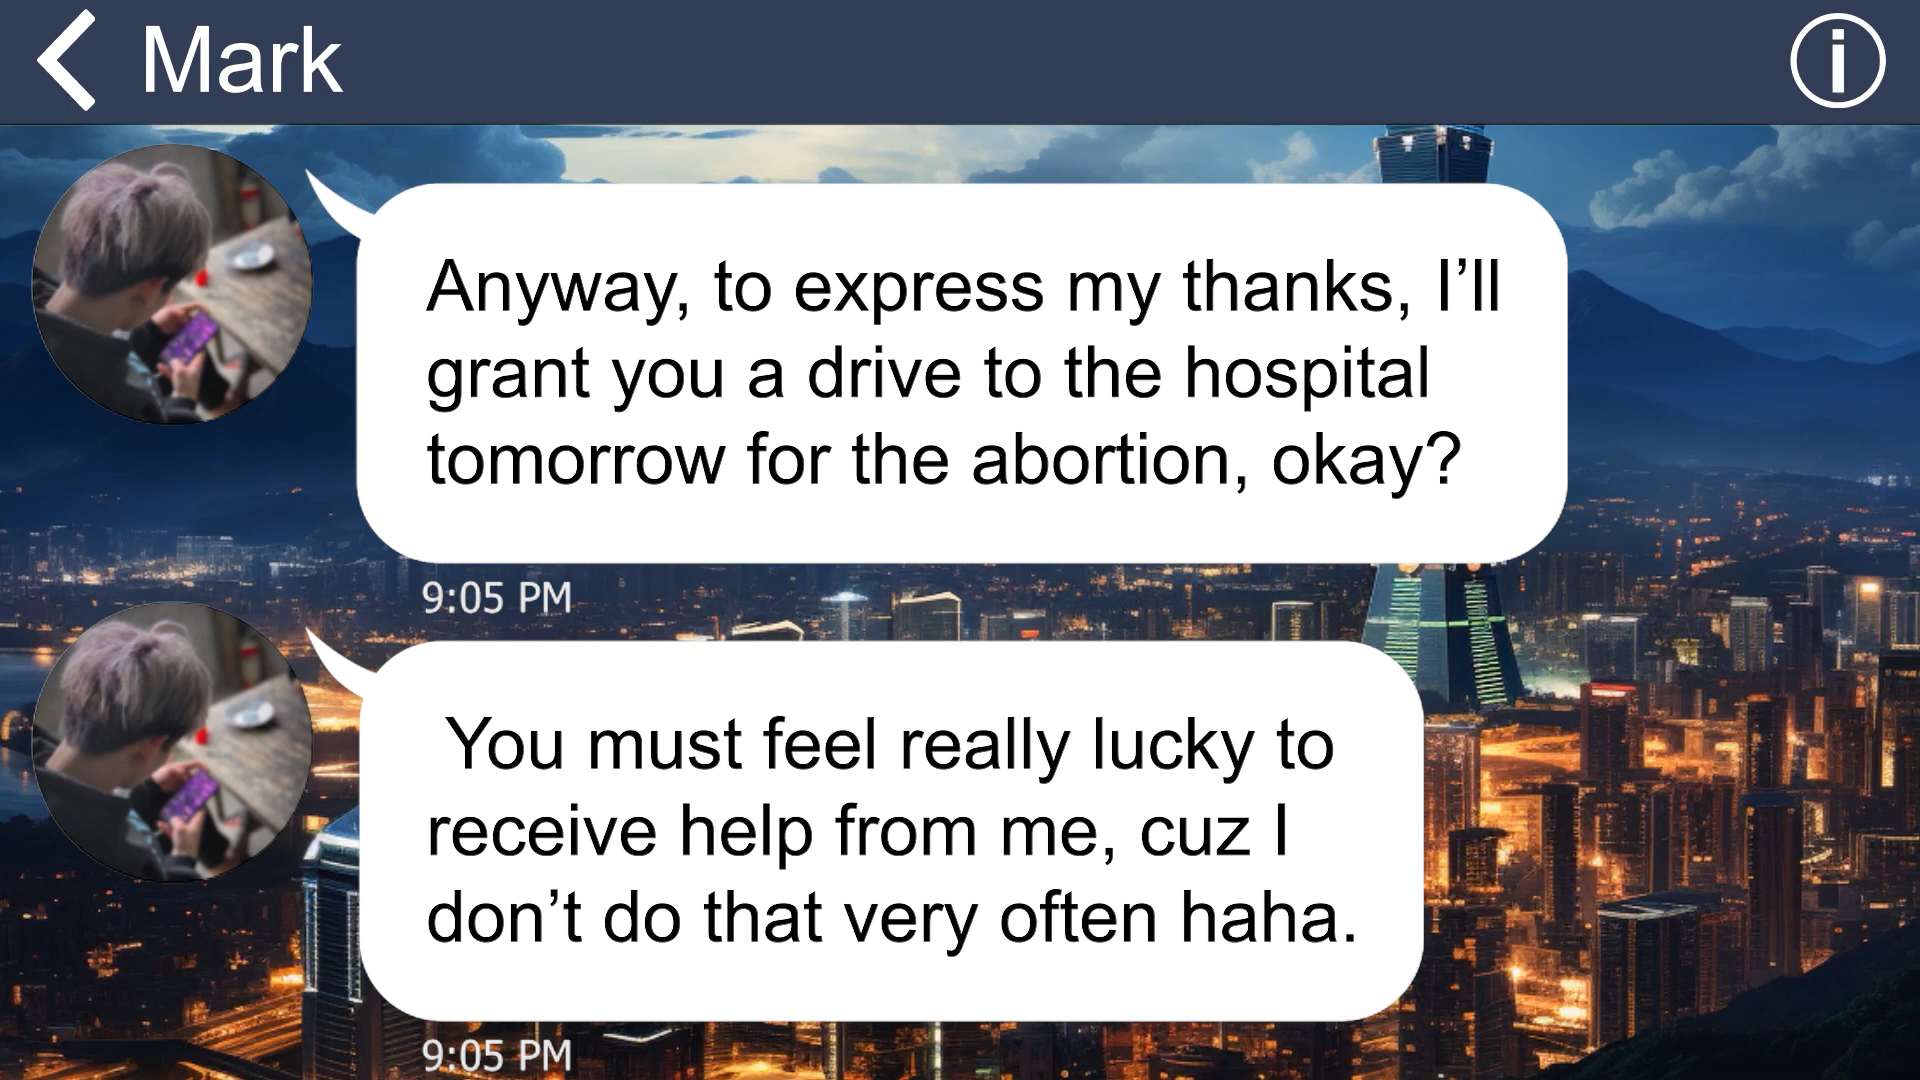 Mark
Anyway, to express my thanks, I’ll
grant you a drive to the hospital
tomorrow for the abortion, okay?
9:05 PM
You must feel really lucky to
receive help from me, cuz I
don’t do that very often haha.
9:05 PM